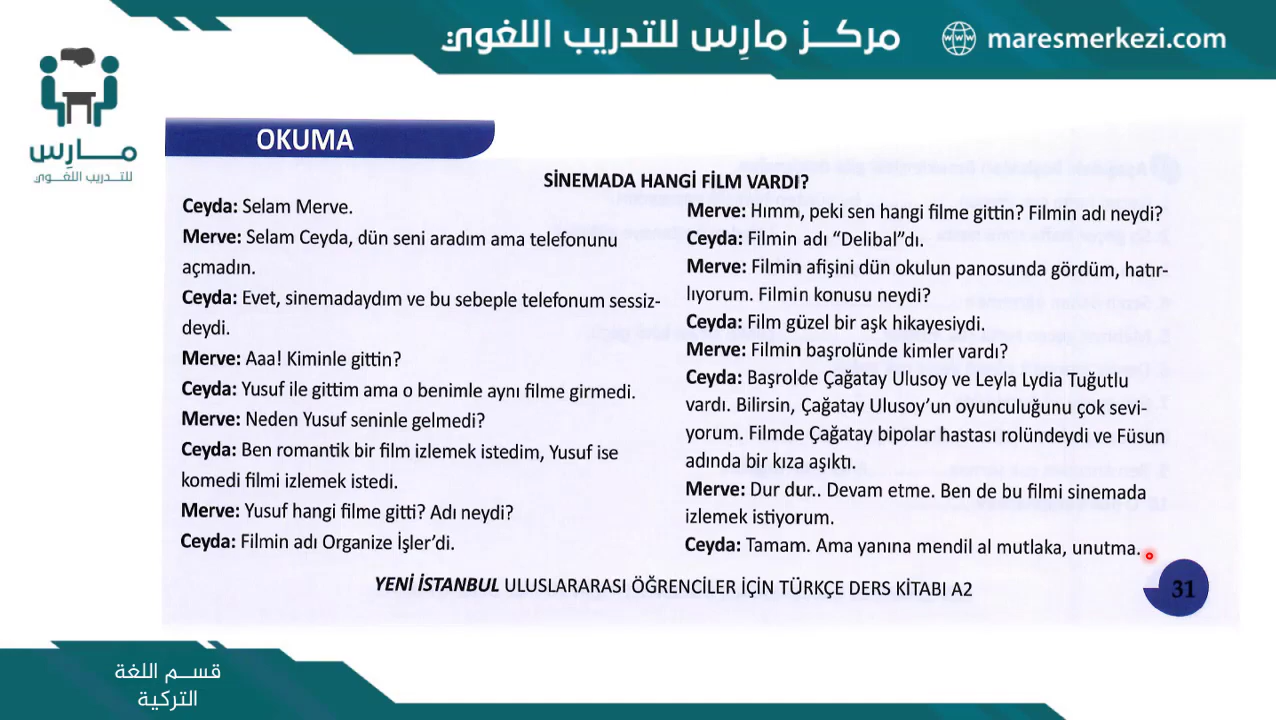 مركز مارِس للتدريب اللغوي
maresmerkezi.com
مــارِس
للتــدريب اللغــوي
OKUMA
SİNEMADA HANGİ FİLM VARDI?
Ceyda: Selam Merve.
Merve: Selam Ceyda, dün seni aradım ama telefonunu
açmadın.
Ceyda: Evet, sinemadaydım ve bu sebeple telefonum sessiz-
deydi.
Merve: Aaa! Kiminle gittin?
Ceyda: Yusuf ile gittim ama o benimle aynı filme girmedi.
Merve: Neden Yusuf seninle gelmedi?
Ceyda: Ben romantik bir film izlemek istedim, Yusuf ise
komedi filmi izlemek istedi.
Merve: Yusuf hangi filme gitti? Adı neydi?
Ceyda: Filmin adı Organize İşler’di.
Merve: Hımm, peki sen hangi filme gittin? Filmin adı neydi?
Ceyda: Filmin adı “Delibal”dı.
Merve: Filmin afişini dün okulun panosunda gördüm, hatır-
lıyorum. Filmin konusu neydi?
Ceyda: Film güzel bir aşk hikayesiydi.
Merve: Filmin başrolünde kimler vardı?
Ceyda: Başrolde Çağatay Ulusoy ve Leyla Lydia Tuğutlu
vardı. Bilirsin, Çağatay Ulusoy’un oyunculuğunu çok sevi-
yorum. Filmde Çağatay bipolar hastası rolündeydi ve Füsun
adında bir kıza aşıktı.
Merve: Dur dur.. Devam etme. Ben de bu filmi sinemada
izlemek istiyorum.
Ceyda: Tamam. Ama yanına mendil al mutlaka, unutma.
YENİ İSTANBUL ULUSLARARASI ÖĞRENCİLER İÇİN TÜRKÇE DERS KİTABI A2
31
قســم اللغة
التركية